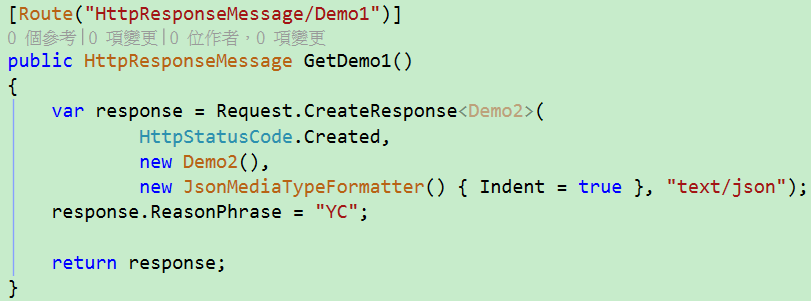 [Route("HttpResponseMessage/Demo1")]
0 個參考|0 項變更|0 位作者，0 項變更
public HttpResponseMessage GetDemo1()
{
    var response = Request.CreateResponse<Demo2>(
            HttpStatusCode.Created,
            new Demo2(),
            new JsonMediaTypeFormatter() { Indent = true }, "text/json");
    response.ReasonPhrase = "YC";

    return response;
}